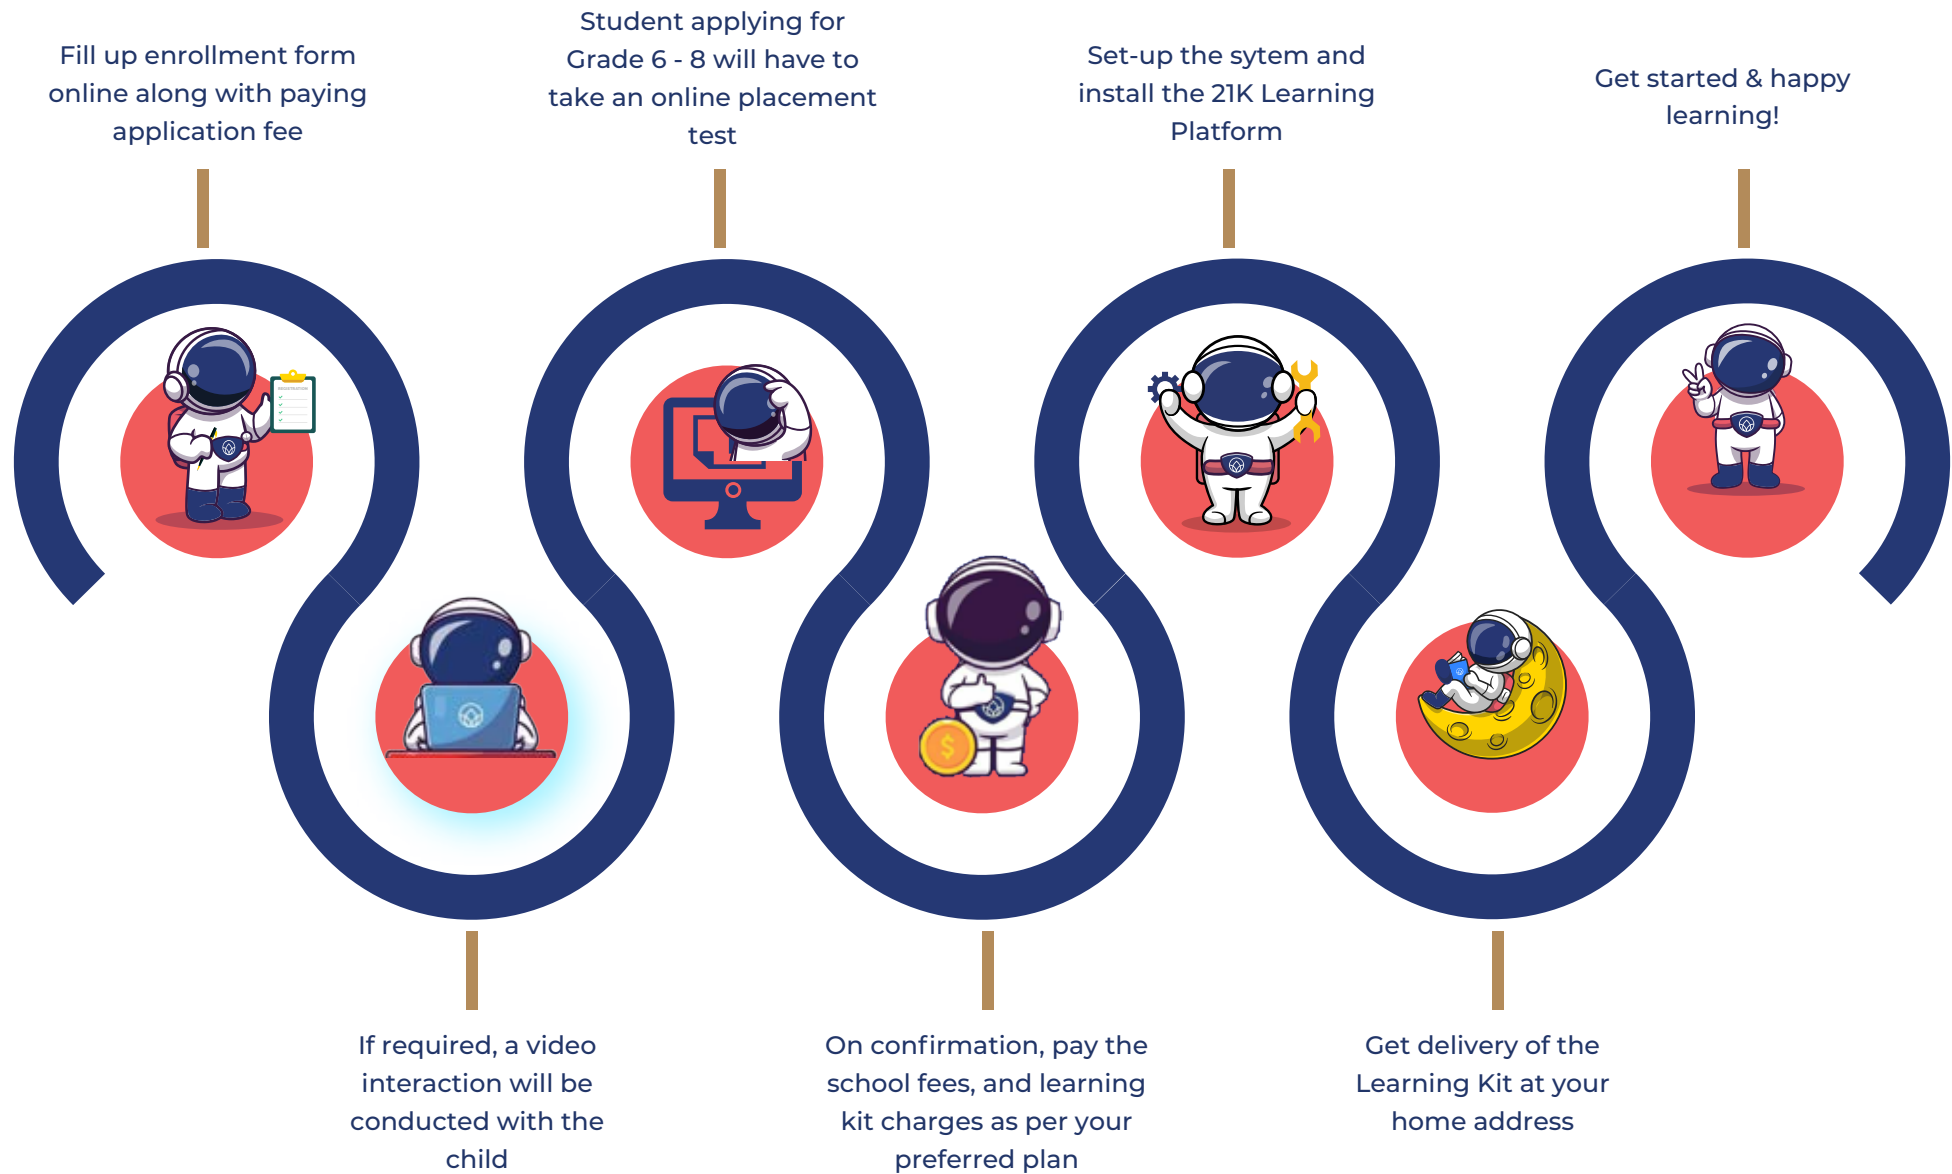 Fill up enrollment form
online along with paying
application fee
If required, a video
interaction will be
conducted with the
child
Student applying for
Grade 6 - 8 will have to
take an online placement
test
On confirmation, pay the
school fees, and learning
kit charges as per your
preferred plan
Set-up the sytem and
install the 21K Learning
Platform
Get delivery of the
Learning Kit at your
home address
Get started & happy
learning!